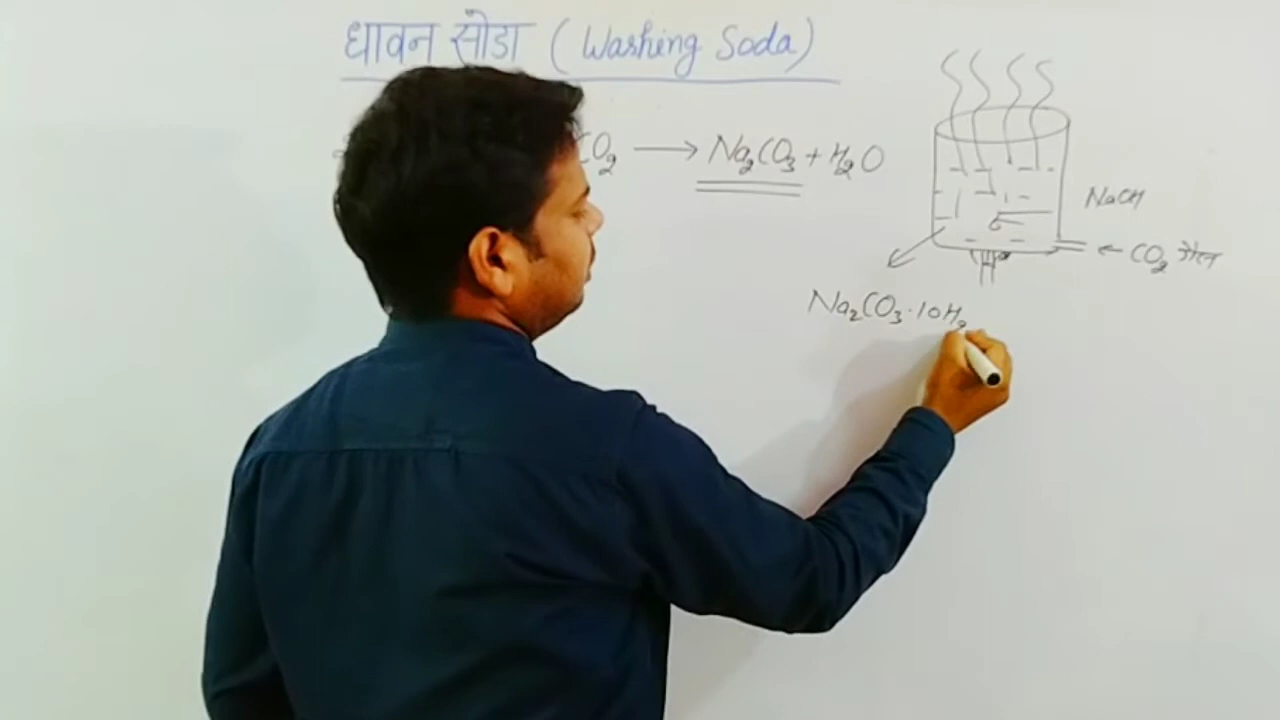 धावन सोडा (Washing Soda)
CO₂ → Na₂CO₃ + H₂O
NaOH
← CO₂ गैस
Na₂CO₃·10H₂